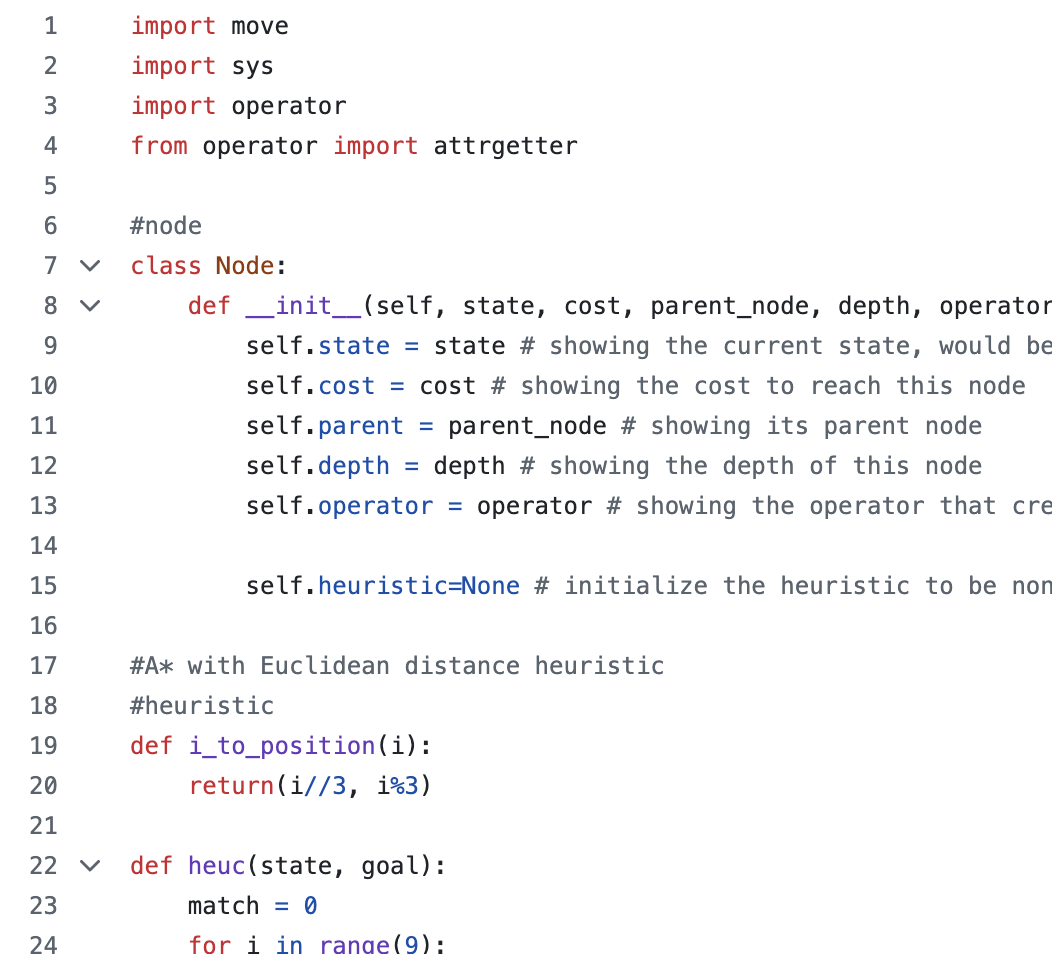 1 import move
2 import sys
3 import operator
4 from operator import attrgetter
5
6 #node
7 class Node:
8 def __init__(self, state, cost, parent_node, depth, operator
9 self.state = state # showing the current state, would be
10 self.cost = cost # showing the cost to reach this node
11 self.parent = parent_node # showing its parent node
12 self.depth = depth # showing the depth of this node
13 self.operator = operator # showing the operator that cre
14
15 self.heuristic=None # initialize the heuristic to be non
16
17 #A* with Euclidean distance heuristic
18 #heuristic
19 def i_to_position(i):
20 return(i//3, i%3)
21
22 def heuc(state, goal):
23 match = 0
24 for i in range(9):